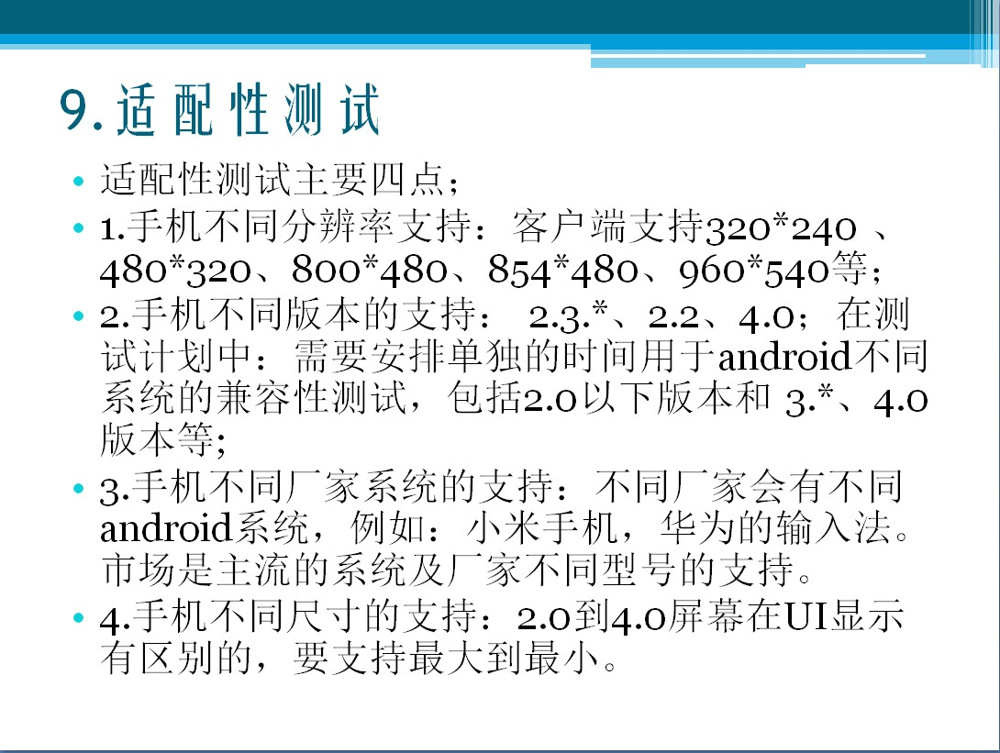 9.适配性测试
• 适配性测试主要四点；
• 1.手机不同分辨率支持：客户端支持320*240 、
480*320、800*480、854*480、960*540等；
• 2.手机不同版本的支持： 2.3.*、2.2、4.0；在测
试计划中：需要安排单独的时间用于android不同
系统的兼容性测试，包括2.0以下版本和 3.*、4.0
版本等;
• 3.手机不同厂家系统的支持：不同厂家会有不同
android系统，例如：小米手机，华为的输入法。
市场是主流的系统及厂家不同型号的支持。
• 4.手机不同尺寸的支持：2.0到4.0屏幕在UI显示
有区别的，要支持最大到最小。